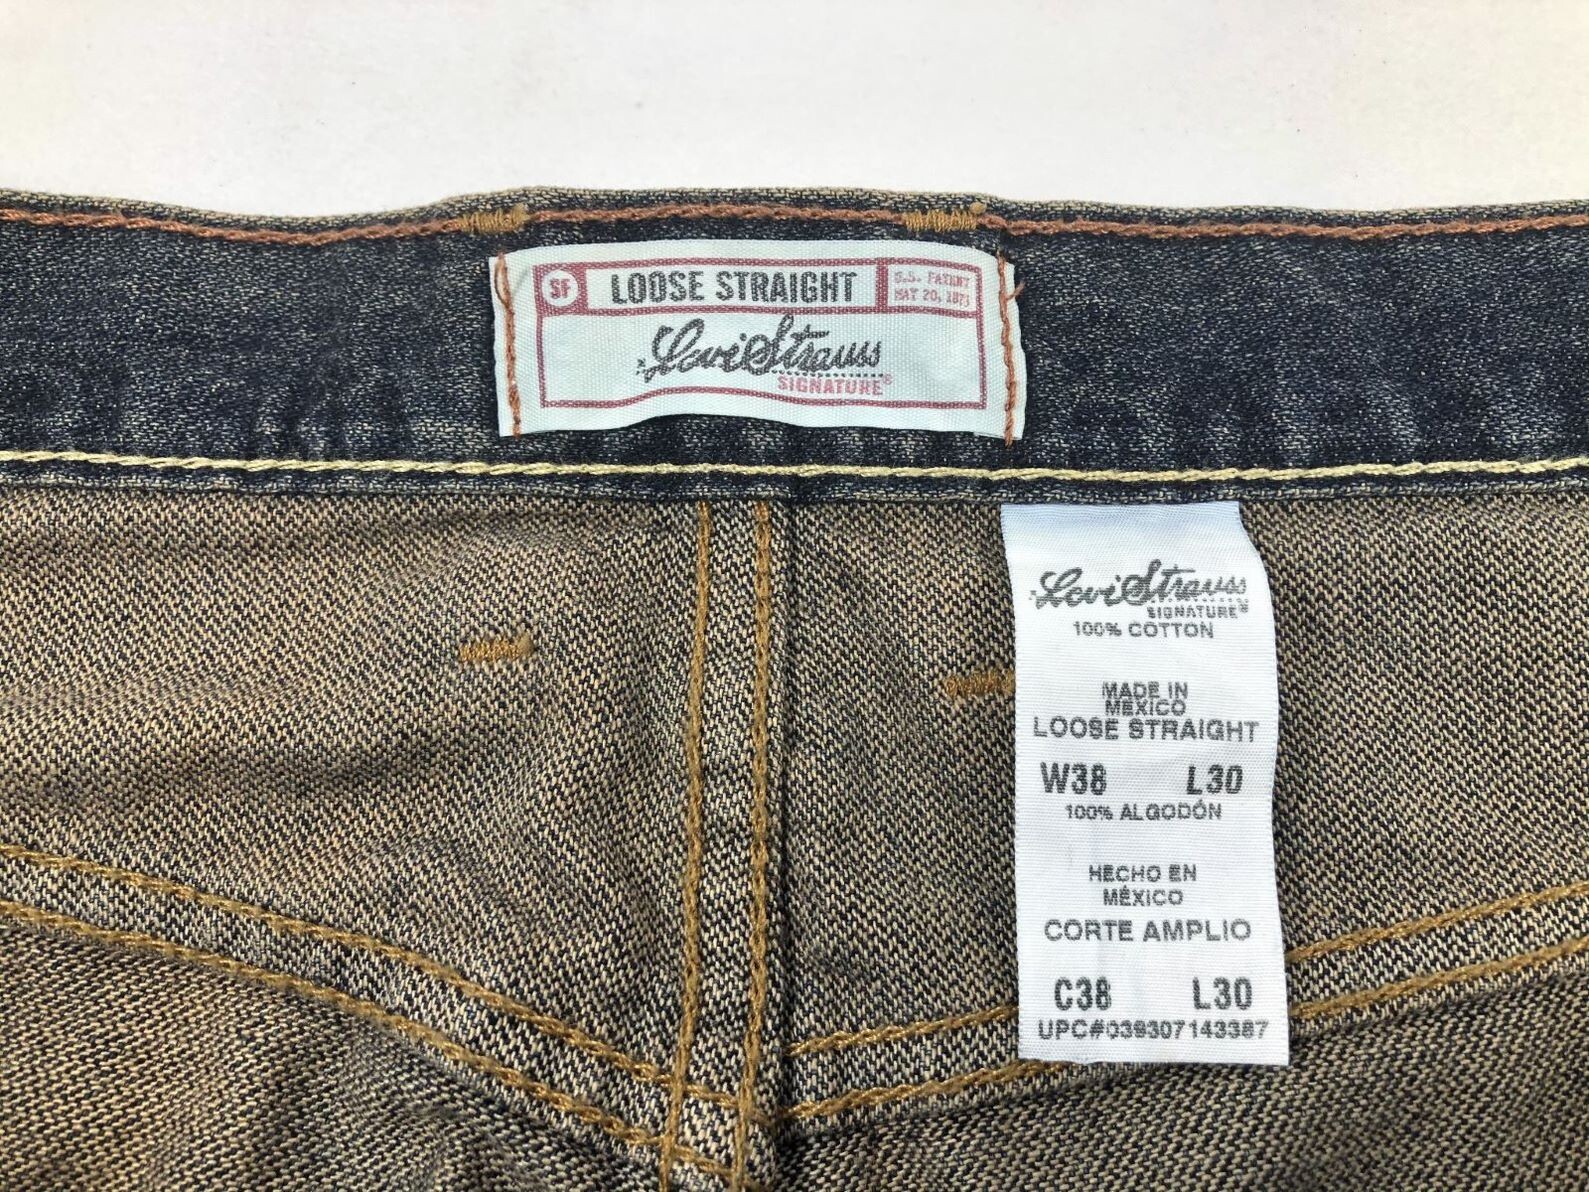 SF LOOSE STRAIGHT U.S. PATENT
MAY 20, 1873
Levi Strauss
SIGNATURE®
Levi Strauss
SIGNATURE®
100% COTTON
MADE IN
MEXICO
LOOSE STRAIGHT
W38 L30
100% ALGODÓN
HECHO EN
MÉXICO
CORTE AMPLIO
C38 L30
UPC#039307143387